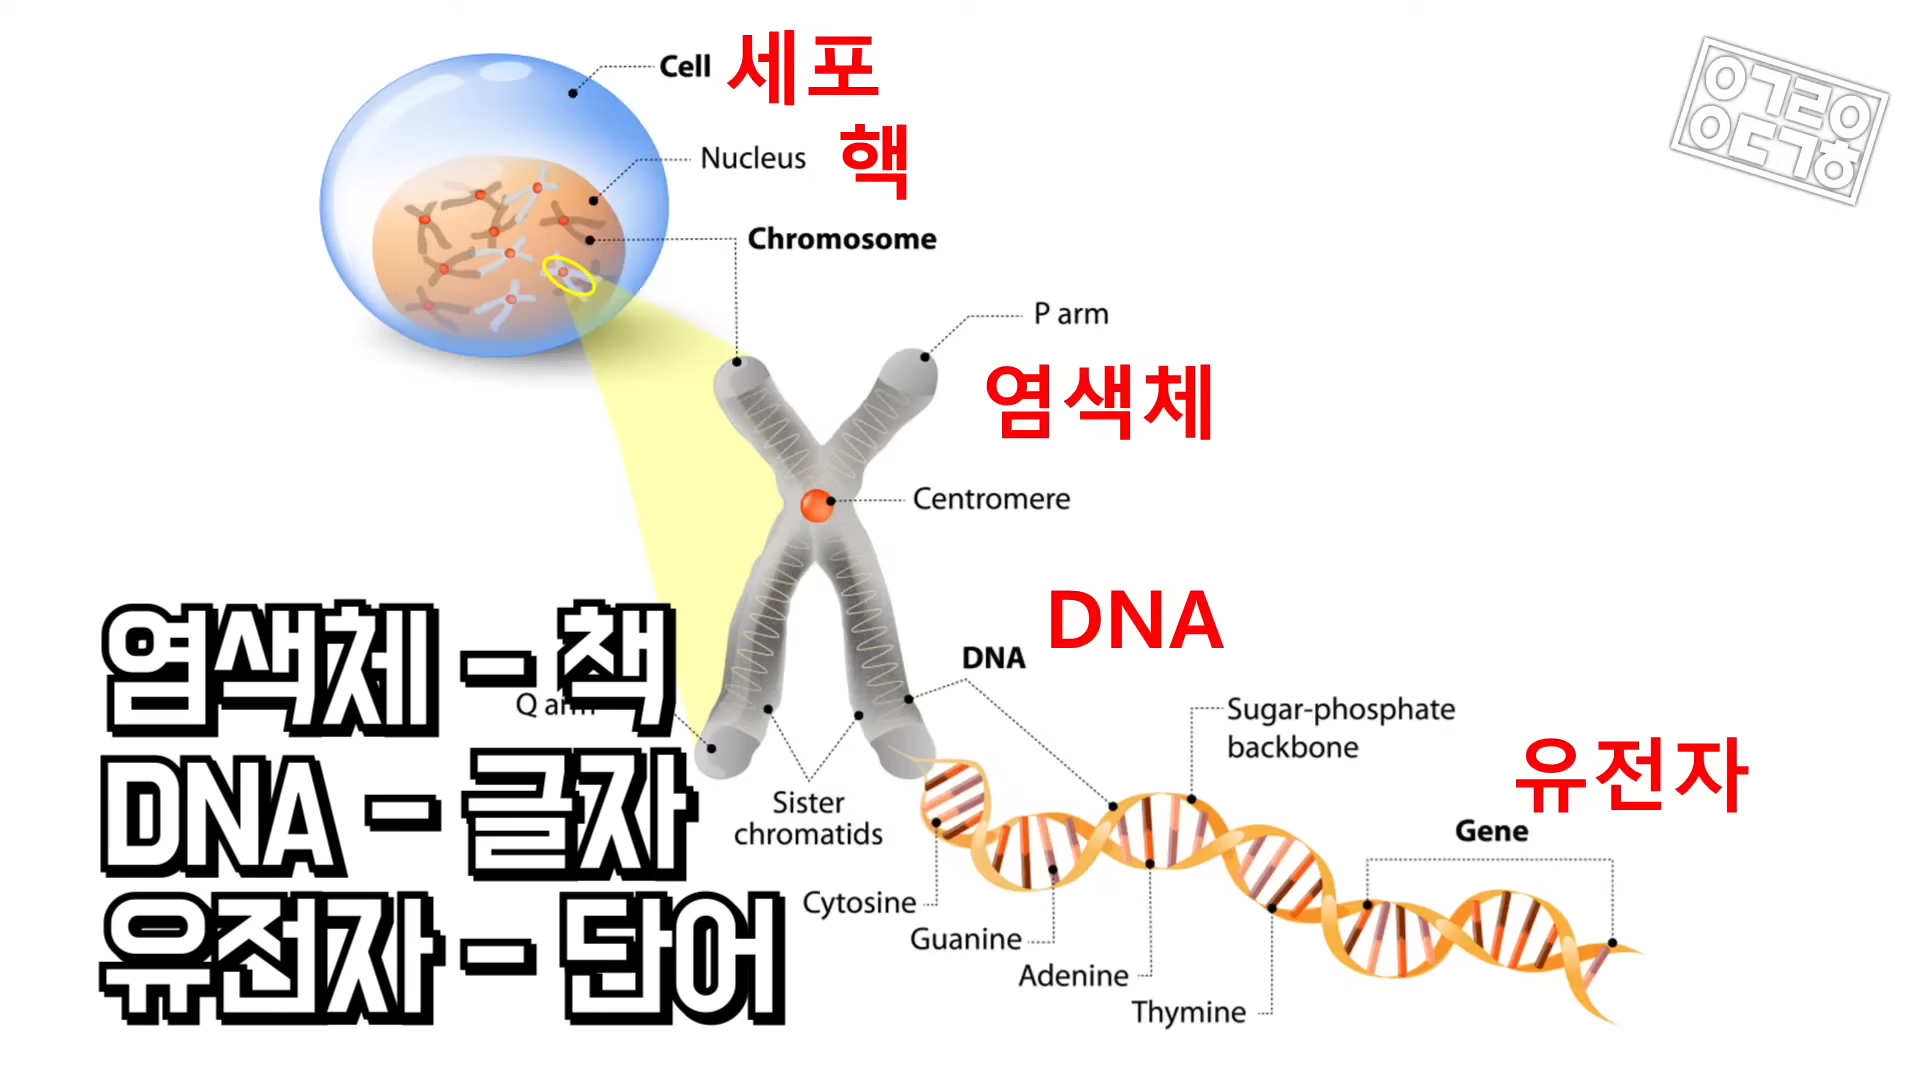 Cell 세포
Nucleus 핵
Chromosome
P arm
염색체
Centromere
DNA
DNA
염색체 - 책
Q arm
DNA - 글자
유전자 - 단어
Sister
chromatids
Sugar-phosphate
backbone
유전자
Gene
Cytosine
Guanine
Adenine
Thymine